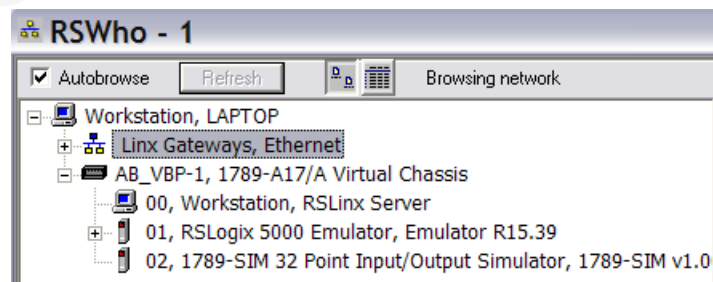 RSWho - 1
Autobrowse Refresh Browsing network
Workstation, LAPTOP
Linx Gateways, Ethernet
AB_VBP-1, 1789-A17/A Virtual Chassis
00, Workstation, RSLinx Server
01, RSLogix 5000 Emulator, Emulator R15.39
02, 1789-SIM 32 Point Input/Output Simulator, 1789-SIM v1.0